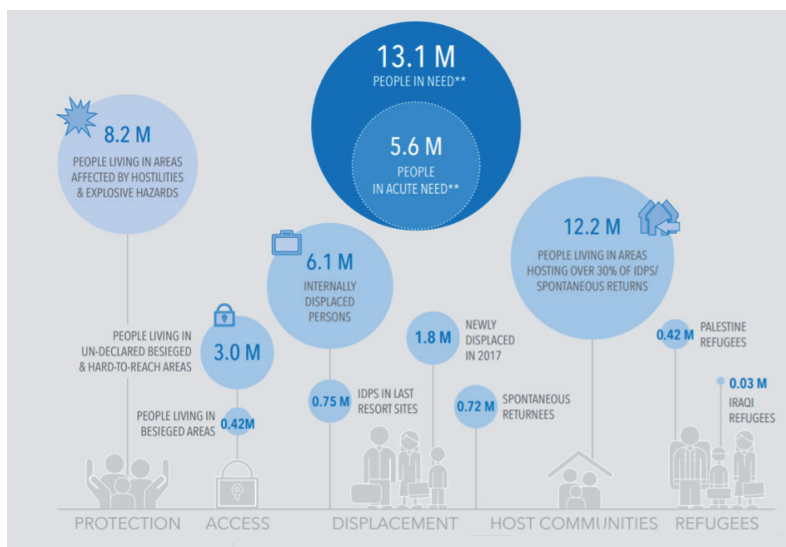 13.1 M
PEOPLE IN NEED**
5.6 M
PEOPLE
IN ACUTE NEED**
8.2 M
PEOPLE LIVING IN AREAS
AFFECTED BY HOSTILITIES
& EXPLOSIVE HAZARDS
12.2 M
PEOPLE LIVING IN AREAS
HOSTING OVER 30% OF IDPS/
SPONTANEOUS RETURNS
6.1 M
INTERNALLY
DISPLACED
PERSONS
PEOPLE LIVING IN
UN-DECLARED BESIEGED
& HARD-TO-REACH AREAS
3.0 M
1.8 M
NEWLY
DISPLACED
IN 2017
0.42 M
PALESTINE
REFUGEES
PEOPLE LIVING IN
BESIEGED AREAS
0.42M
0.75 M
IDPS IN LAST
RESORT SITES
0.72 M
SPONTANEOUS
RETURNEES
0.03 M
IRAQI
REFUGEES
PROTECTION
ACCESS
DISPLACEMENT
HOST COMMUNITIES
REFUGEES